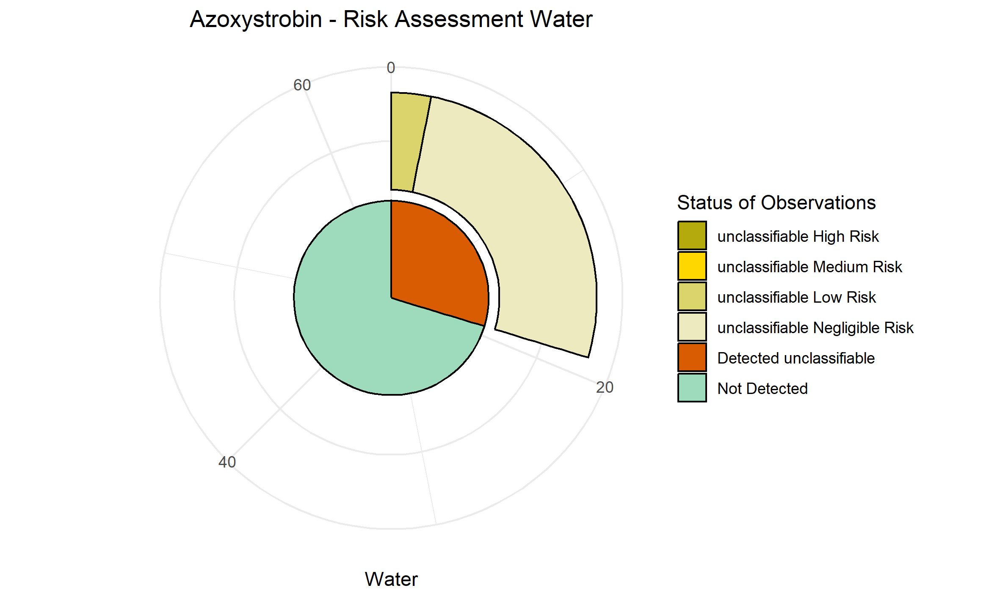 Azoxystrobin - Risk Assessment Water
0
60
20
40
Water
Status of Observations
unclassifiable High Risk
unclassifiable Medium Risk
unclassifiable Low Risk
unclassifiable Negligible Risk
Detected unclassifiable
Not Detected